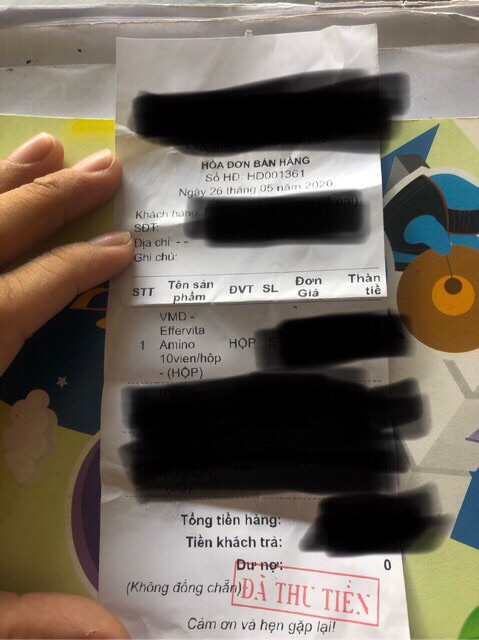 HÓA ĐƠN BÁN HÀNG
Số HĐ: HD001361
Ngày 26 tháng 05 năm 2020
Khách hàng
SĐT:
Địa chỉ: - -
Ghi chú:
STT Tên sản phẩm ĐVT SL Đơn Giá Thàn tiề
VMD -
Effervita
1 Amino HỘP
10viên/hôp
- (HỘP)
Tổng tiền hàng:
Tiền khách trả:
Dư nợ: 0
(Không đồng chẵn)
ĐÃ THU TIỀN
Cảm ơn và hẹn gặp lại!